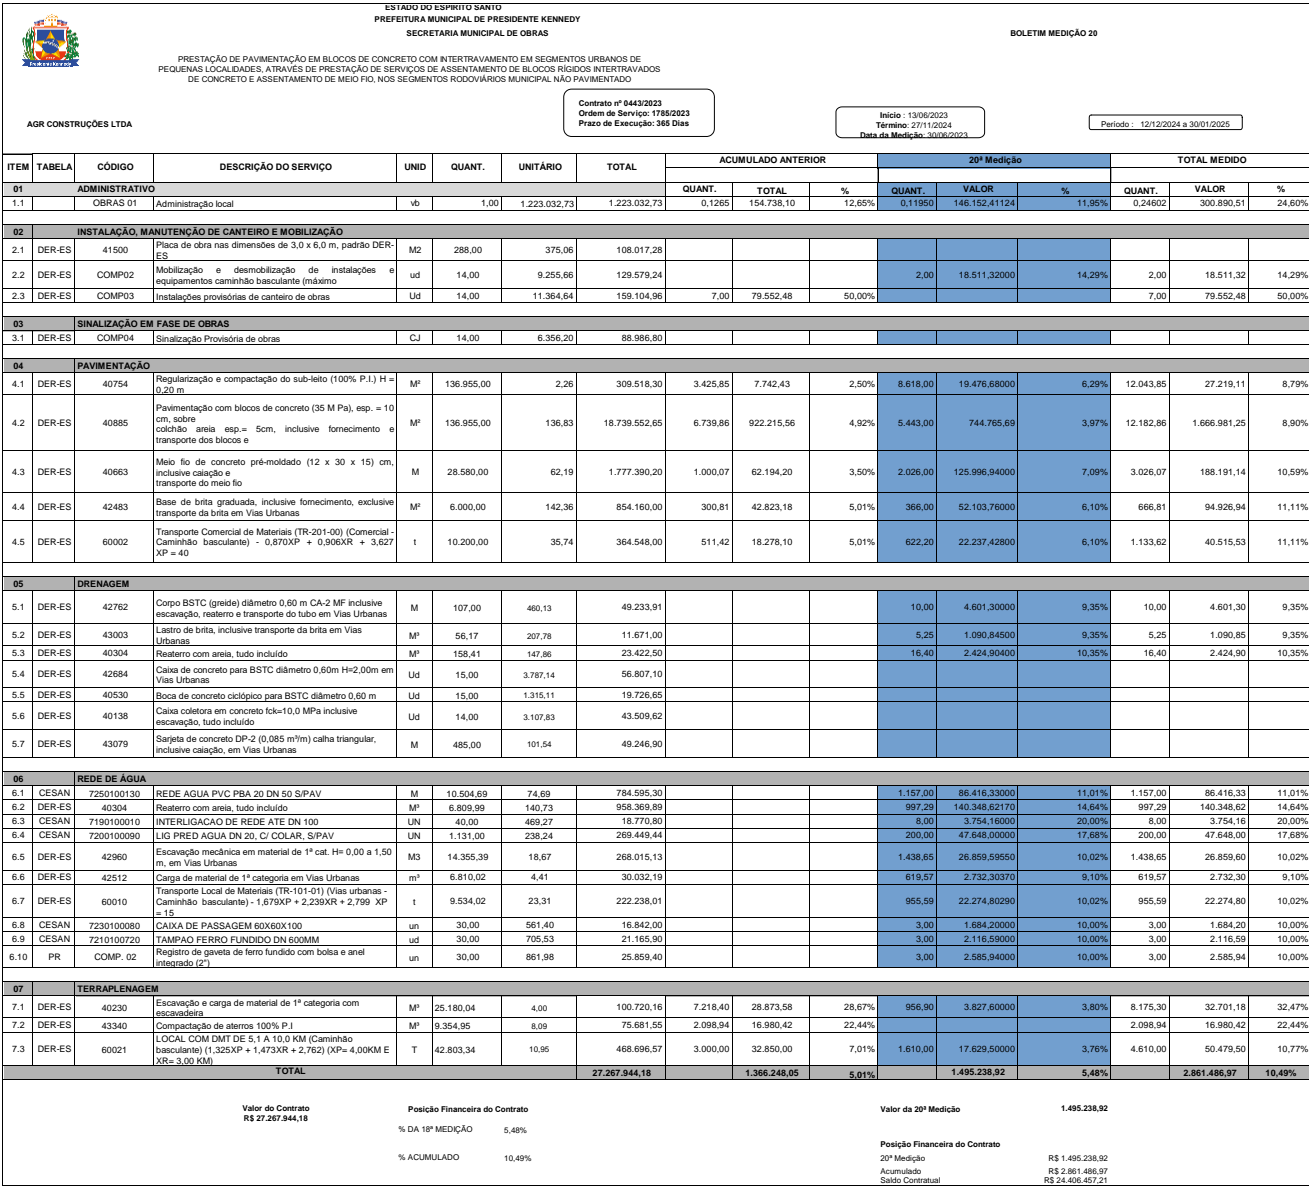 ESTADO DO ESPÍRITO SANTO
PREFEITURA MUNICIPAL DE PRESIDENTE KENNEDY
SECRETARIA MUNICIPAL DE OBRAS
BOLETIM MEDIÇÃO 20
PRESTAÇÃO DE PAVIMENTAÇÃO EM BLOCOS DE CONCRETO COM INTERTRAVAMENTO EM SEGMENTOS URBANOS DE
PEQUENAS LOCALIDADES, ATRAVÉS DE PRESTAÇÃO DE SERVIÇOS DE ASSENTAMENTO DE BLOCOS RÍGIDOS INTERTRAVADOS
DE CONCRETO E ASSENTAMENTO DE MEIO FIO, NOS SEGMENTOS RODOVIÁRIOS MUNICIPAL NÃO PAVIMENTADO
Contrato nº 0443/2023
Ordem de Serviço: 1785/2023
Prazo de Execução: 365 Dias
AGR CONSTRUÇÕES LTDA
Início : 13/06/2023
Término: 27/11/2024
Data da Medição: 30/06/2023
Período : 12/12/2024 a 30/01/2025
ITEM TABELA CÓDIGO DESCRIÇÃO DO SERVIÇO UNID QUANT. UNITÁRIO TOTAL ACUMULADO ANTERIOR 20ª Medição TOTAL MEDIDO
01 ADMINISTRATIVO QUANT. TOTAL % QUANT. VALOR % QUANT. VALOR %
1.1 OBRAS 01 Administração local vb 1,00 1.223.032,73 1.223.032,73 0,1265 154.738,10 12,65% 0,11950 146.152,41124 11,95% 0,24602 300.890,51 24,60%
02 INSTALAÇÃO, MANUTENÇÃO DE CANTEIRO E MOBILIZAÇÃO
2.1 DER-ES 41500 Placa de obra nas dimensões de 3,0 x 6,0 m, padrão DER-
ES M2 288,00 375,06 108.017,28
2.2 DER-ES COMP02 Mobilização e desmobilização de instalações e
equipamentos caminhão basculante (máximo ud 14,00 9.255,66 129.579,24 2,00 18.511,32000 14,29% 2,00 18.511,32 14,29%
2.3 DER-ES COMP03 Instalações provisórias de canteiro de obras Ud 14,00 11.364,64 159.104,96 7,00 79.552,48 50,00% 7,00 79.552,48 50,00%
03 SINALIZAÇÃO EM FASE DE OBRAS
3.1 DER-ES COMP04 Sinalização Provisória de obras CJ 14,00 6.356,20 88.986,80
04 PAVIMENTAÇÃO
4.1 DER-ES 40754 Regularização e compactação do sub-leito (100% P.I.) H =
0,20 m M² 136.955,00 2,26 309.518,30 3.425,85 7.742,43 2,50% 8.618,00 19.476,68000 6,29% 12.043,85 27.219,11 8,79%
4.2 DER-ES 40885 Pavimentação com blocos de concreto (35 M Pa), esp. = 10
cm, sobre
colchão areia esp.= 5cm, inclusive fornecimento e
transporte dos blocos e M² 136.955,00 136,83 18.739.552,65 6.739,86 922.215,56 4,92% 5.443,00 744.765,69 3,97% 12.182,86 1.666.981,25 8,90%
4.3 DER-ES 40663 Meio fio de concreto pré-moldado (12 x 30 x 15) cm,
inclusive caiação e
transporte do meio fio M 28.580,00 62,19 1.777.390,20 1.000,07 62.194,20 3,50% 2.026,00 125.996,94000 7,09% 3.026,07 188.191,14 10,59%
4.4 DER-ES 42483 Base de brita graduada, inclusive fornecimento, exclusive
transporte da brita em Vias Urbanas M² 6.000,00 142,36 854.160,00 300,81 42.823,18 5,01% 366,00 52.103,76000 6,10% 666,81 94.926,94 11,11%
4.5 DER-ES 60002 Transporte Comercial de Materiais (TR-201-00) (Comercial -
Caminhão basculante) - 0,870XP + 0,906XR + 3,627
XP = 40 t 10.200,00 35,74 364.548,00 511,42 18.278,10 5,01% 622,20 22.237,42800 6,10% 1.133,62 40.515,53 11,11%
05 DRENAGEM
5.1 DER-ES 42762 Corpo BSTC (greide) diâmetro 0,60 m CA-2 MF inclusive
escavação, reaterro e transporte do tubo em Vias Urbanas M 107,00 460,13 49.233,91 10,00 4.601,30000 9,35% 10,00 4.601,30 9,35%
5.2 DER-ES 43003 Lastro de brita, inclusive transporte da brita em Vias
Urbanas M³ 56,17 207,78 11.671,00 5,25 1.090,84500 9,35% 5,25 1.090,85 9,35%
5.3 DER-ES 40304 Reaterro com areia, tudo incluído M³ 158,41 147,86 23.422,50 16,40 2.424,90400 10,35% 16,40 2.424,90 10,35%
5.4 DER-ES 42684 Caixa de concreto para BSTC diâmetro 0,60m H=2,00m em
Vias Urbanas Ud 15,00 3.787,14 56.807,10
5.5 DER-ES 40530 Boca de concreto ciclópico para BSTC diâmetro 0,60 m Ud 15,00 1.315,11 19.726,65
5.6 DER-ES 40138 Caixa coletora em concreto fck=10,0 MPa inclusive
escavação, tudo incluído Ud 14,00 3.107,83 43.509,62
5.7 DER-ES 43079 Sarjeta de concreto DP-2 (0,085 m³/m) calha triangular,
inclusive caiação, em Vias Urbanas M 485,00 101,54 49.246,90
06 REDE DE ÁGUA
6.1 CESAN 7250100130 REDE AGUA PVC PBA 20 DN 50 S/PAV M 10.504,69 74,69 784.595,30 1.157,00 86.416,33000 11,01% 1.157,00 86.416,33 11,01%
6.2 DER-ES 40304 Reaterro com areia, tudo incluído M³ 6.809,99 140,73 958.369,89 997,29 140.348,62170 14,64% 997,29 140.348,62 14,64%
6.3 CESAN 7190100010 INTERLIGACAO DE REDE ATE DN 100 UN 40,00 469,27 18.770,80 8,00 3.754,16000 20,00% 8,00 3.754,16 20,00%
6.4 CESAN 7200100090 LIG PRED AGUA DN 20, C/ COLAR, S/PAV UN 1.131,00 238,24 269.449,44 200,00 47.648,00000 17,68% 200,00 47.648,00 17,68%
6.5 DER-ES 42960 Escavação mecânica em material de 1ª cat. H= 0,00 a 1,50
m, em Vias Urbanas M3 14.355,39 18,67 268.015,13 1.438,65 26.859,59550 10,02% 1.438,65 26.859,60 10,02%
6.6 DER-ES 42512 Carga de material de 1ª categoria em Vias Urbanas m³ 6.810,02 4,41 30.032,19 619,57 2.732,30370 9,10% 619,57 2.732,30 9,10%
6.7 DER-ES 60010 Transporte Local de Materiais (TR-101-01) (Vias urbanas -
Caminhão basculante) - 1,679XP + 2,239XR + 2,799 XP
= 15 t 9.534,02 23,31 222.238,01 955,59 22.274,80290 10,02% 955,59 22.274,80 10,02%
6.8 CESAN 7230100080 CAIXA DE PASSAGEM 60X60X100 un 30,00 561,40 16.842,00 3,00 1.684,20000 10,00% 3,00 1.684,20 10,00%
6.9 CESAN 7210100720 TAMPAO FERRO FUNDIDO DN 600MM ud 30,00 705,53 21.165,90 3,00 2.116,59000 10,00% 3,00 2.116,59 10,00%
6.10 PR COMP. 02 Registro de gaveta de ferro fundido com bolsa e anel
integrado (2") un 30,00 861,98 25.859,40 3,00 2.585,94000 10,00% 3,00 2.585,94 10,00%
07 TERRAPLENAGEM
7.1 DER-ES 40230 Escavação e carga de material de 1ª categoria com
escavadeira M³ 25.180,04 4,00 100.720,16 7.218,40 28.873,58 28,67% 956,90 3.827,60000 3,80% 8.175,30 32.701,18 32,47%
7.2 DER-ES 43340 Compactação de aterros 100% P.I M³ 9.354,95 8,09 75.681,55 2.098,94 16.980,42 22,44% 2.098,94 16.980,42 22,44%
7.3 DER-ES 60021 LOCAL COM DMT DE 5,1 A 10,0 KM (Caminhão
basculante) (1,325XP + 1,473XR + 2,762) (XP= 4,00KM E
XR= 3,00 KM) T 42.803,34 10,95 468.696,57 3.000,00 32.850,00 7,01% 1.610,00 17.629,50000 3,76% 4.610,00 50.479,50 10,77%
TOTAL 27.267.944,18 1.366.248,05 5,01% 1.495.238,92 5,48% 2.861.486,97 10,49%
Valor do Contrato Posição Financeira do Contrato Valor da 20ª Medição 1.495.238,92
R$ 27.267.944,18
% DA 18ª MEDIÇÃO 5,48%
Posição Financeira do Contrato
% ACUMULADO 10,49% 20ª Medição R$ 1.495.238,92
Acumulado R$ 2.861.486,97
Saldo Contratual R$ 24.406.457,21